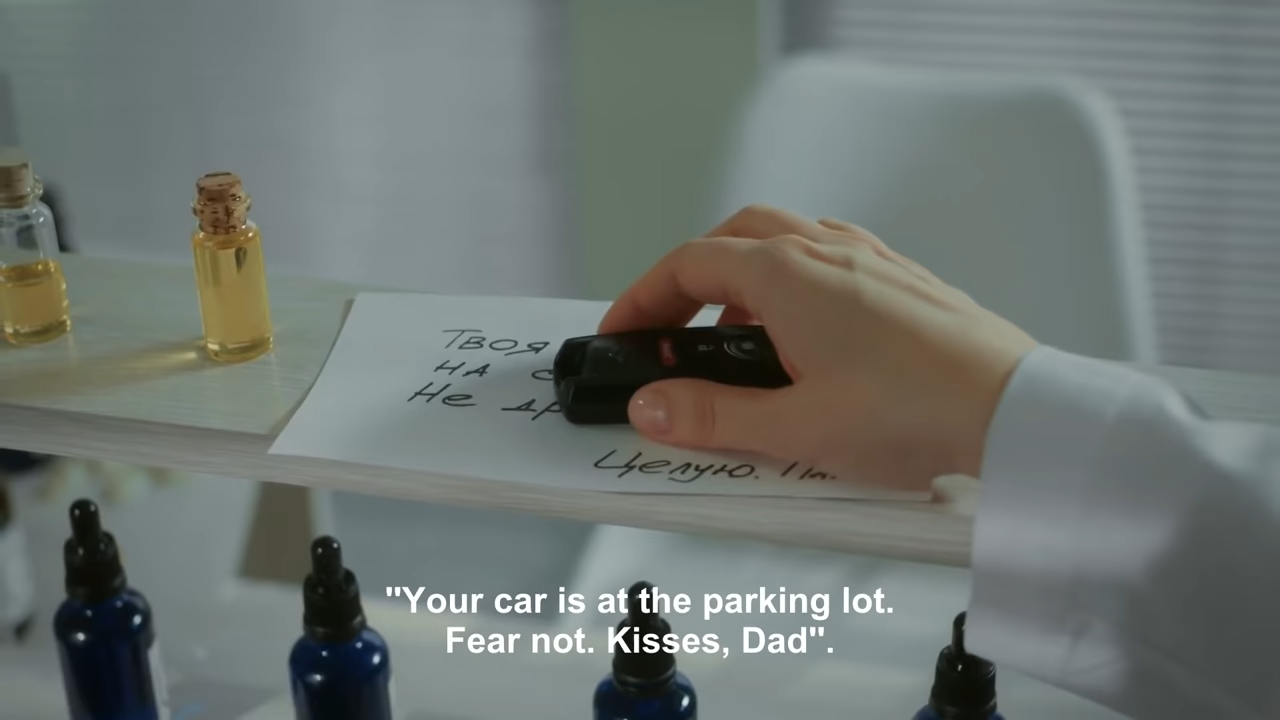 Твоя
на
Не
Целую.
"Your car is at the parking lot.
Fear not. Kisses, Dad".